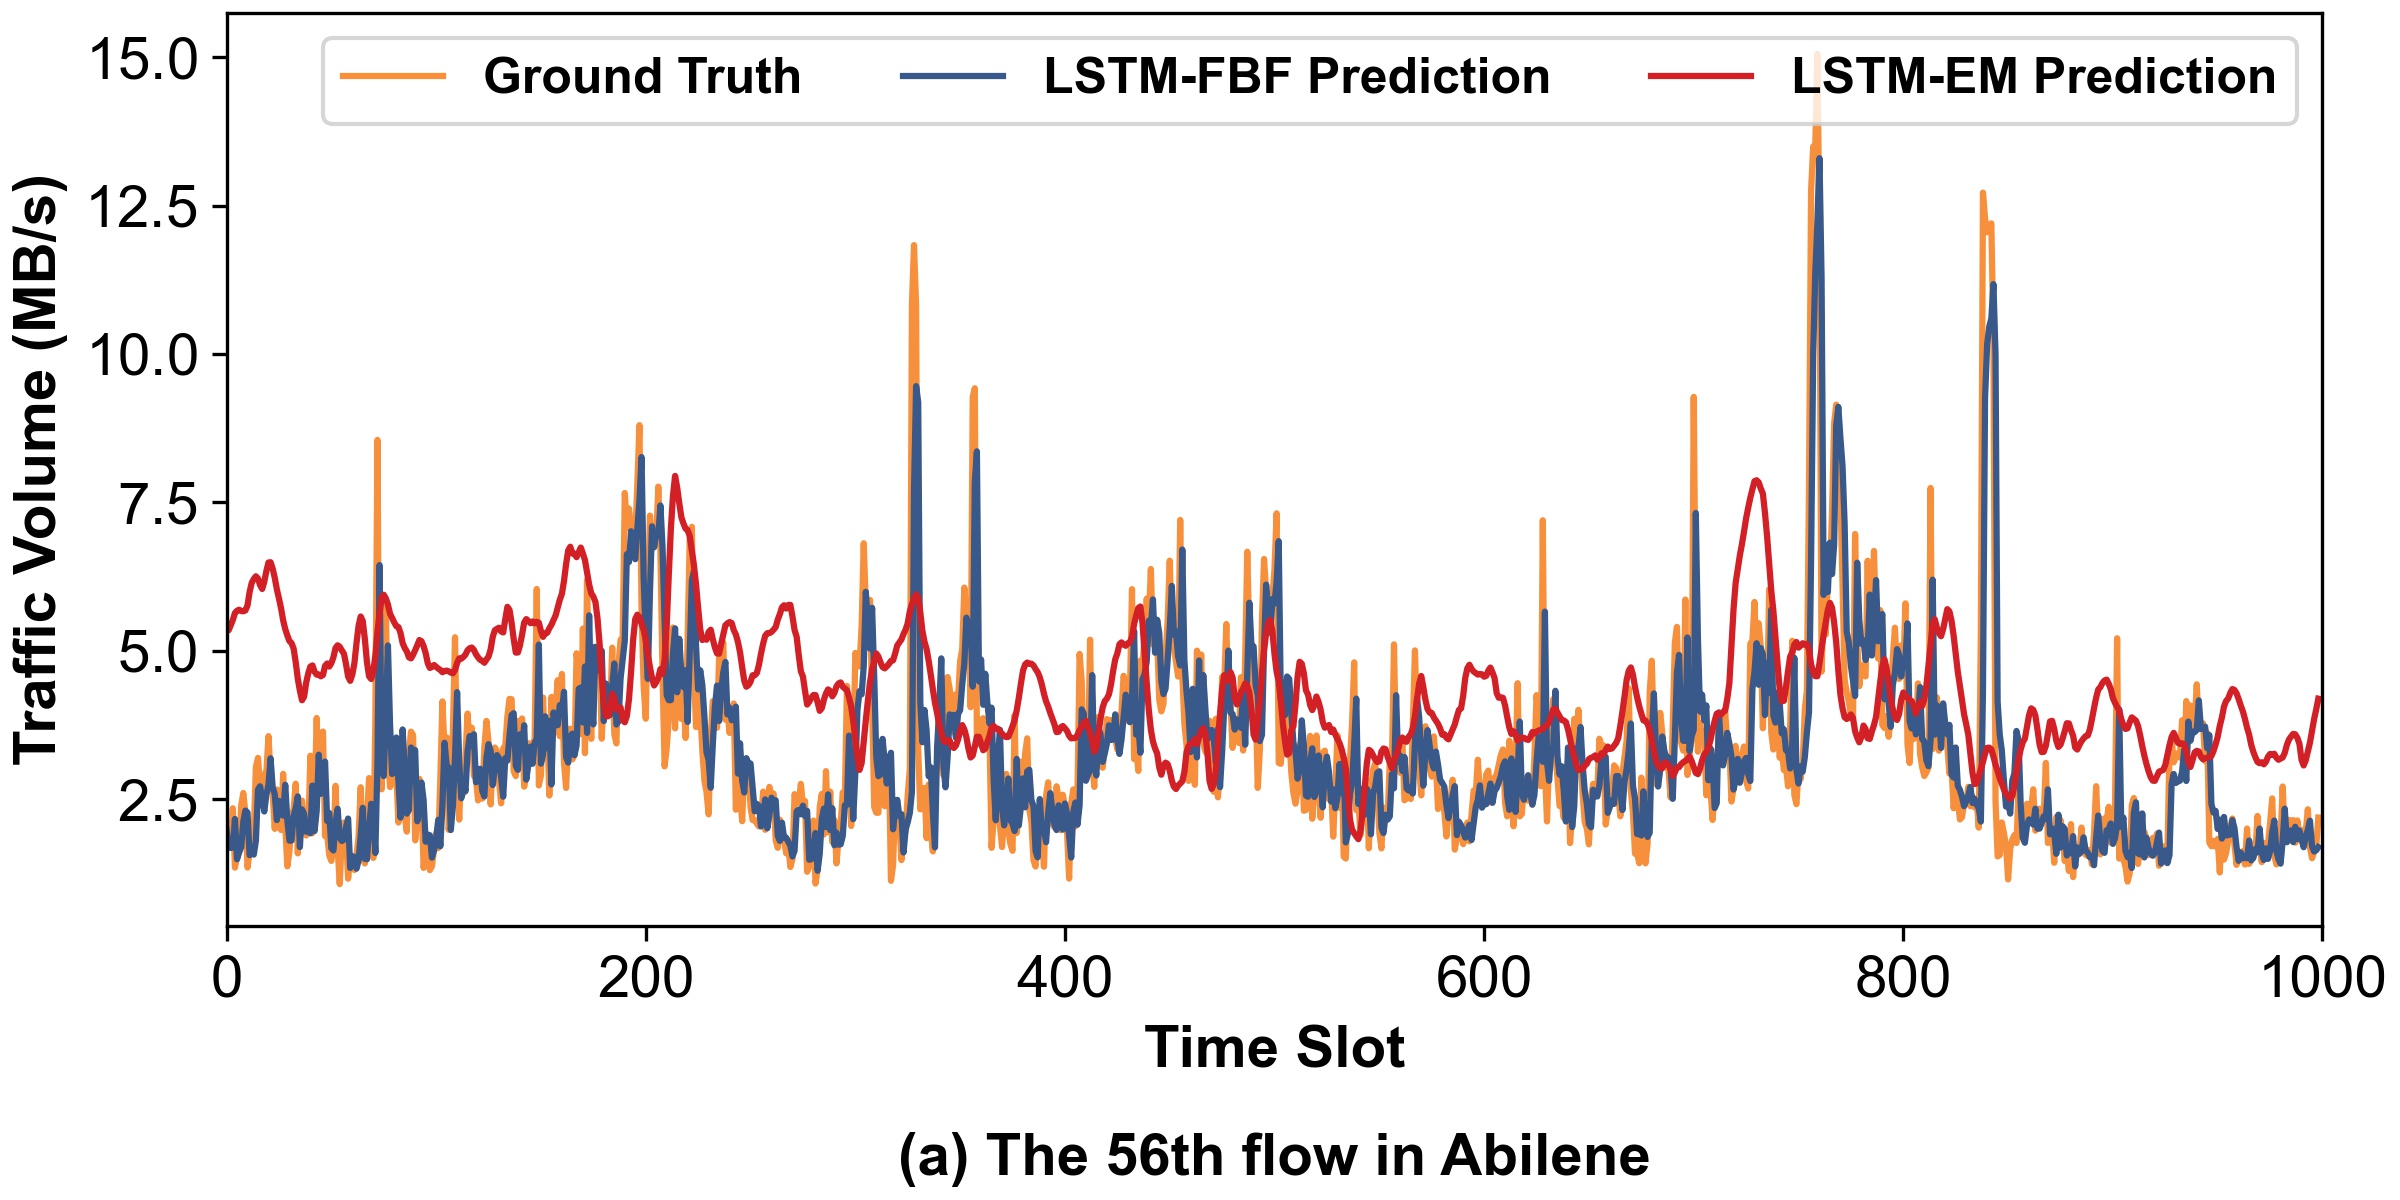 Ground Truth LSTM-FBF Prediction LSTM-EM Prediction
Traffic Volume (MB/s)
15.0
12.5
10.0
7.5
5.0
2.5
0 200 400 600 800 1000
Time Slot
(a) The 56th flow in Abilene